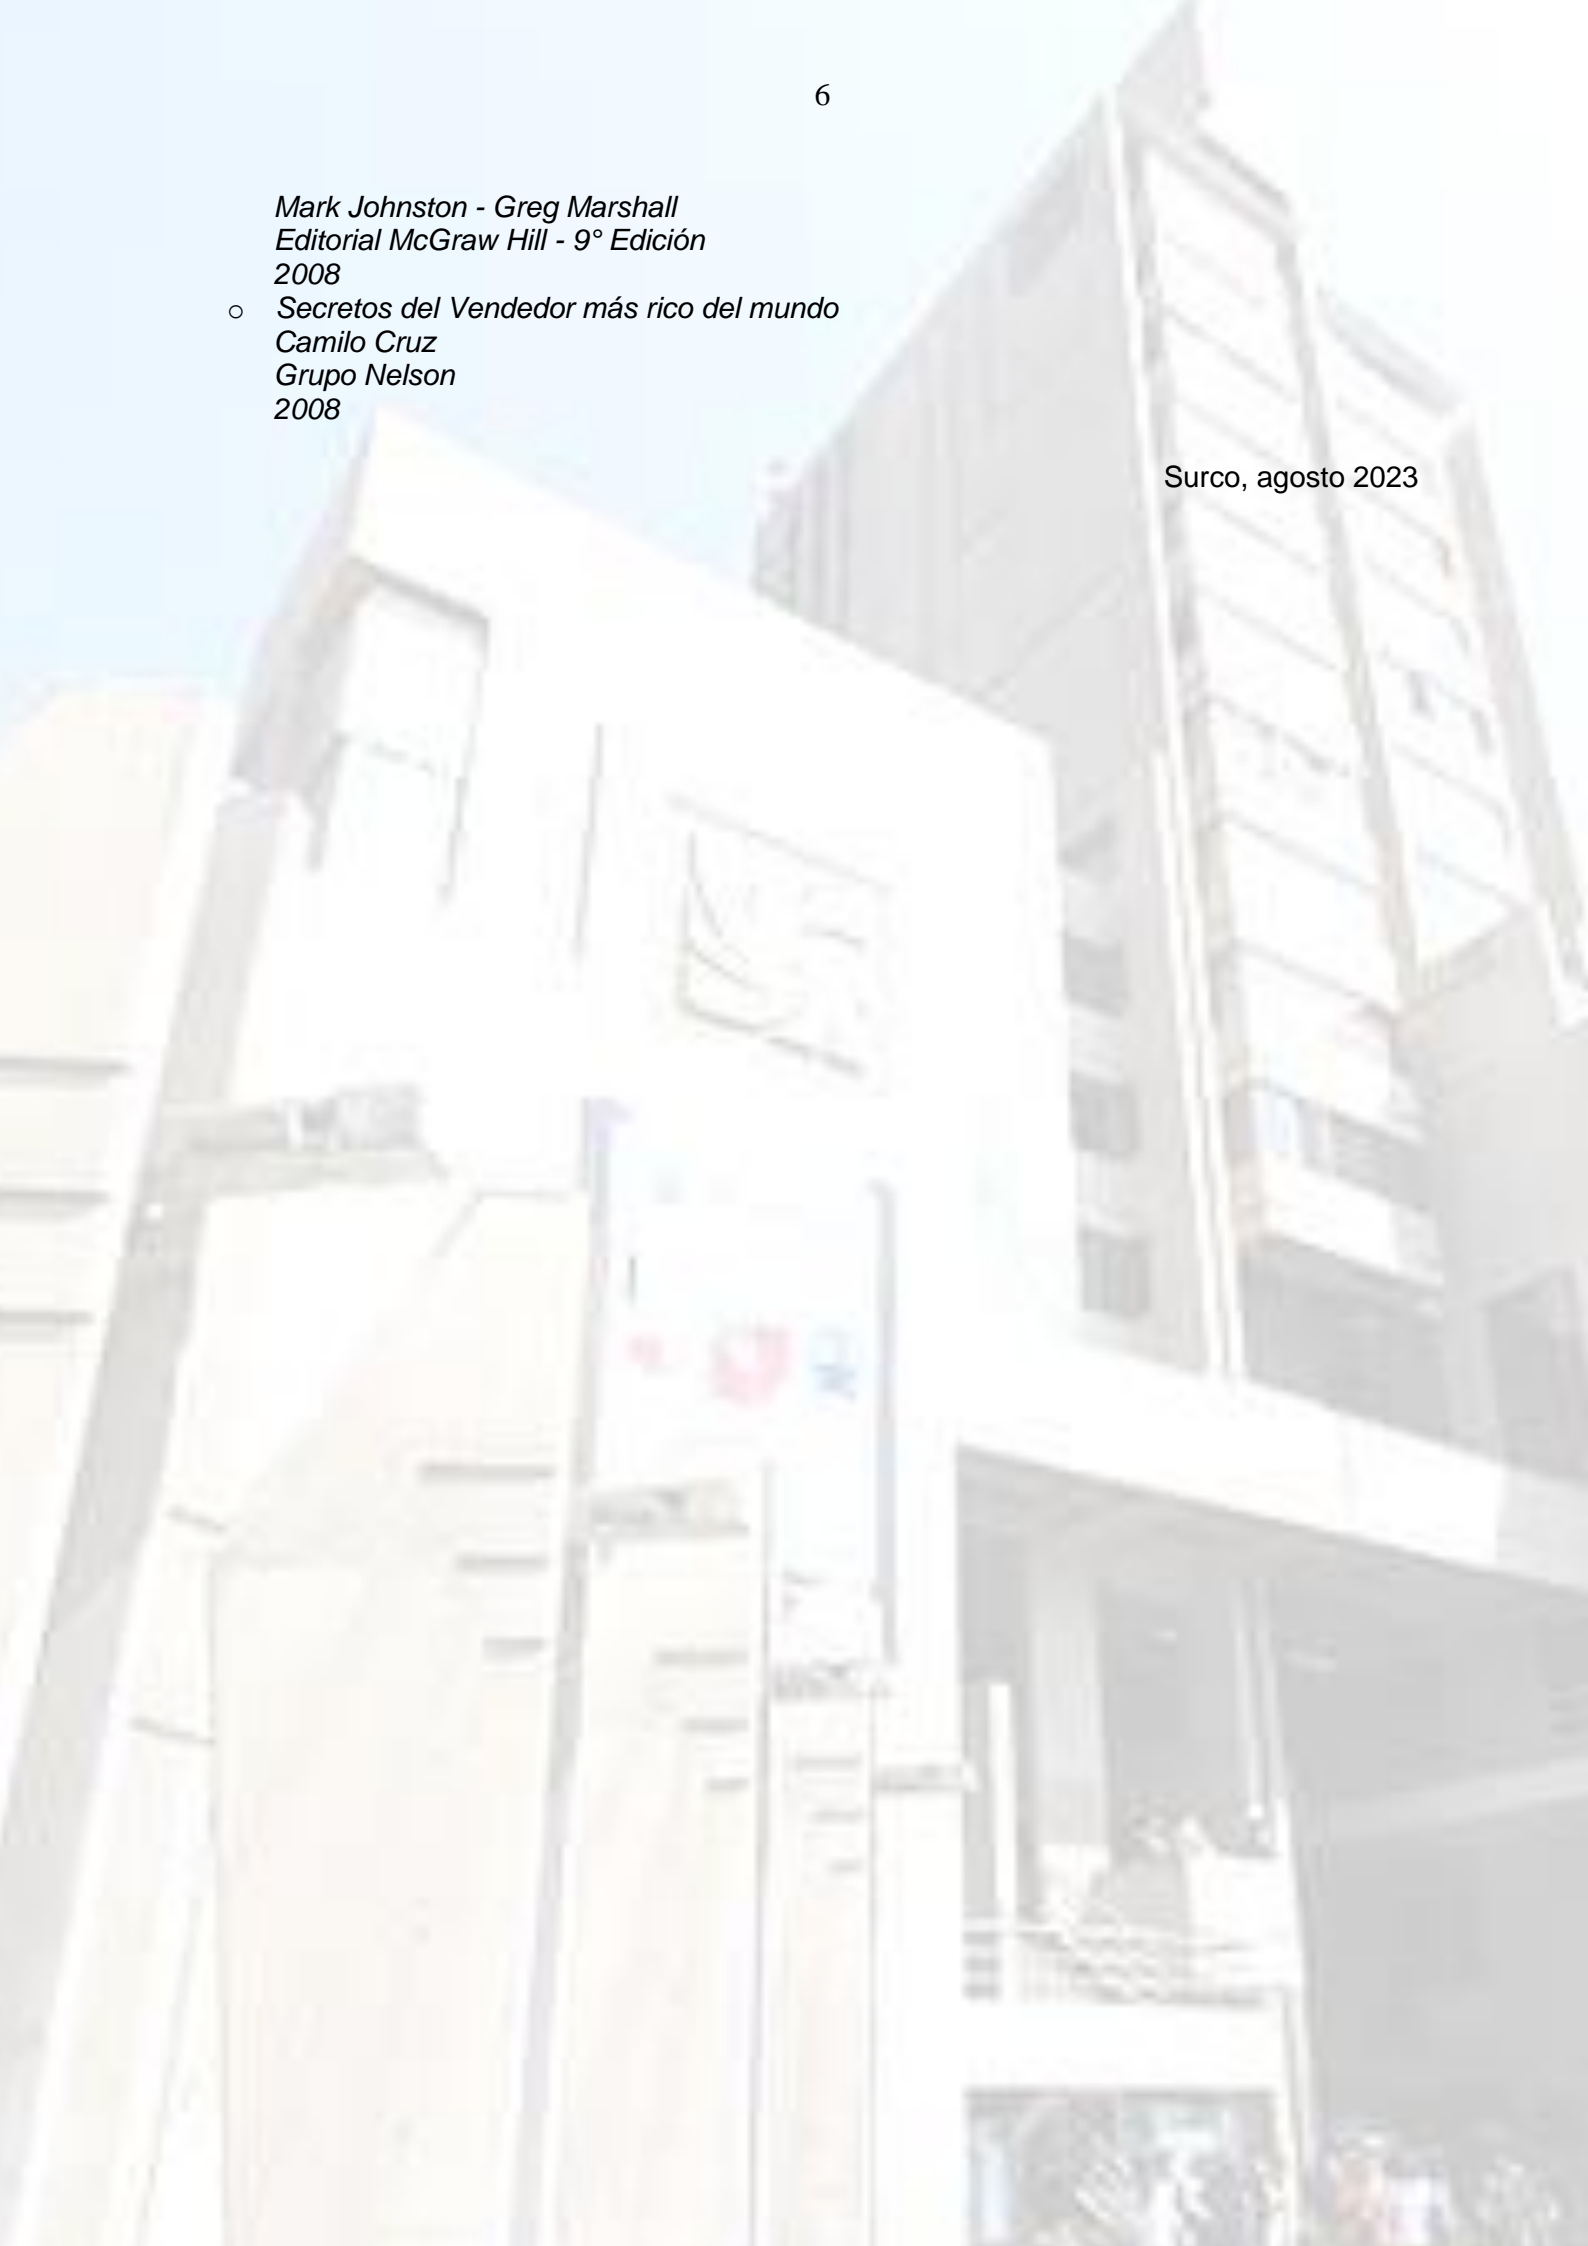 6
Mark Johnston - Greg Marshall
Editorial McGraw Hill - 9° Edición
2008
o Secretos del Vendedor más rico del mundo
Camilo Cruz
Grupo Nelson
2008
Surco, agosto 2023